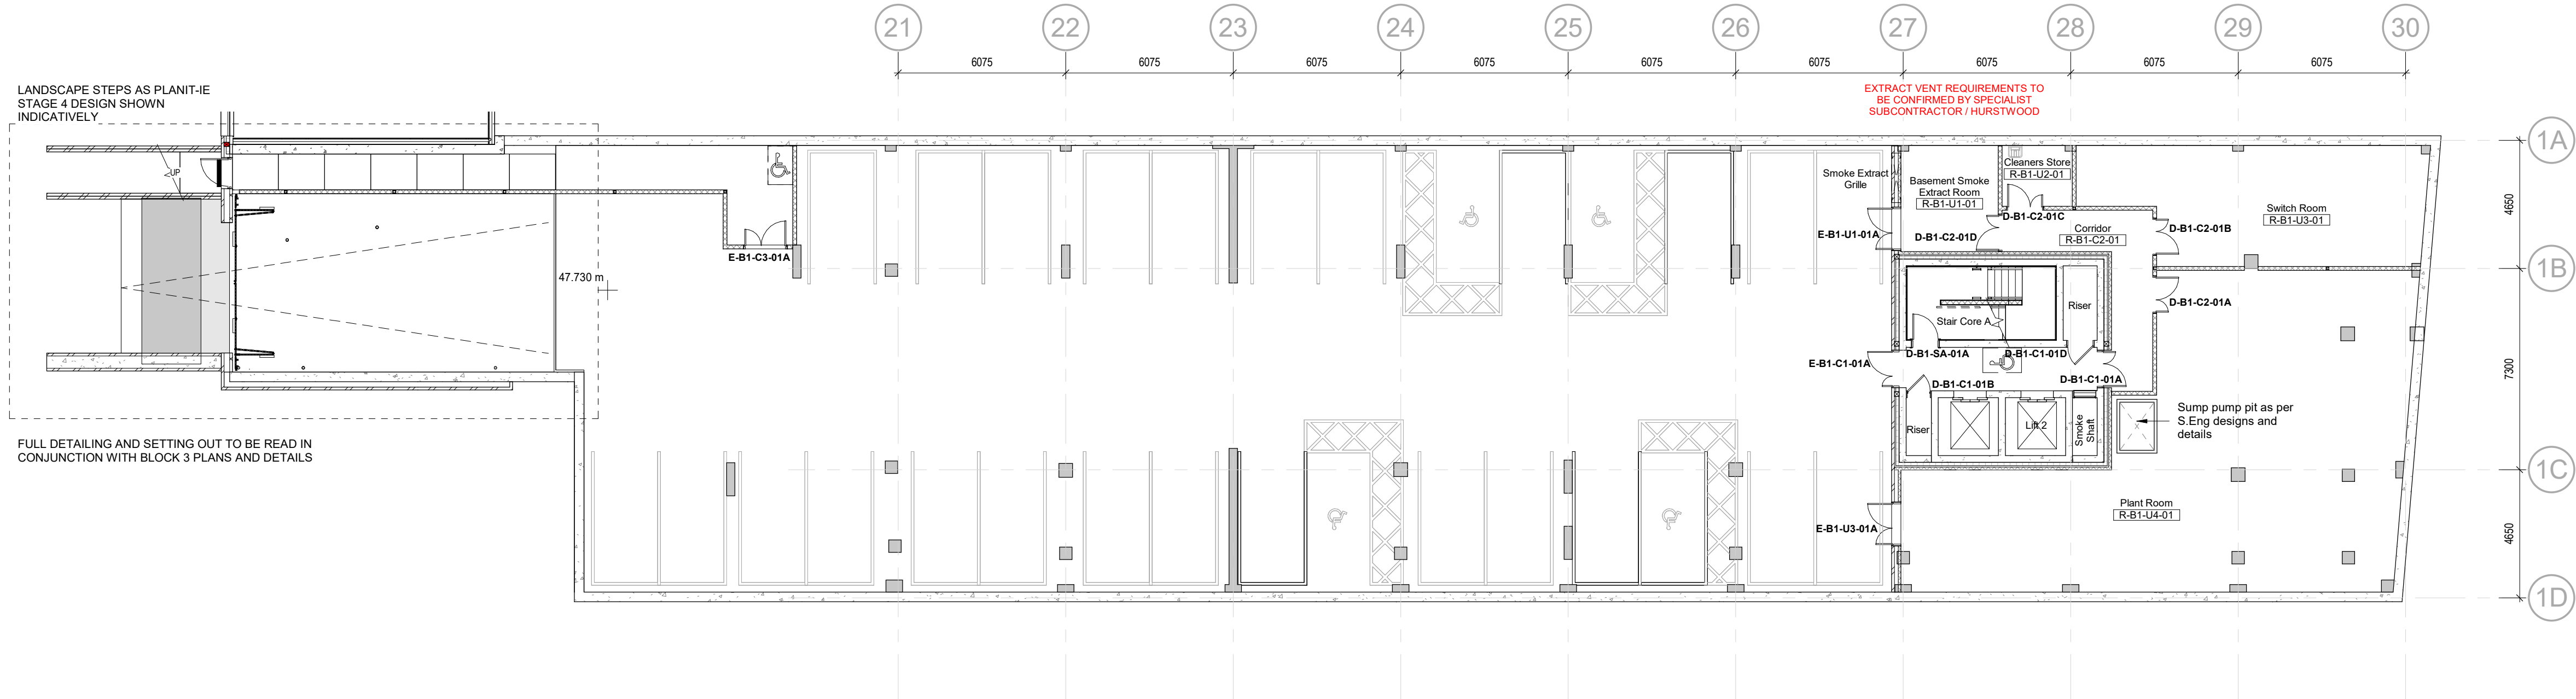 21
22
23
24
25
26
27
28
29
30
6075
6075
6075
6075
6075
6075
6075
6075
6075
LANDSCAPE STEPS AS PLANIT-IE
STAGE 4 DESIGN SHOWN
INDICATIVELY
EXTRACT VENT REQUIREMENTS TO
BE CONFIRMED BY SPECIALIST
SUBCONTRACTOR / HURSTWOOD
1A
UP
Smoke Extract
Grille
Basement Smoke
Extract Room
R-B1-U1-01
Cleaners Store
R-B1-U2-01
Switch Room
R-B1-U3-01
4650
D-B1-C2-01C
E-B1-U1-01A
D-B1-C2-01D
Corridor
R-B1-C2-01
D-B1-C2-01B
E-B1-C3-01A
47.730 m
1B
Riser
D-B1-C2-01A
Stair Core A
E-B1-C1-01A
D-B1-SA-01A
D-B1-C1-01D
D-B1-C1-01B
D-B1-C1-01A
7300
Riser
Lift 2
Smoke
Shaft
Sump pump pit as per
S.Eng designs and
details
FULL DETAILING AND SETTING OUT TO BE READ IN
CONJUNCTION WITH BLOCK 3 PLANS AND DETAILS
1C
Plant Room
R-B1-U4-01
E-B1-U3-01A
4650
1D